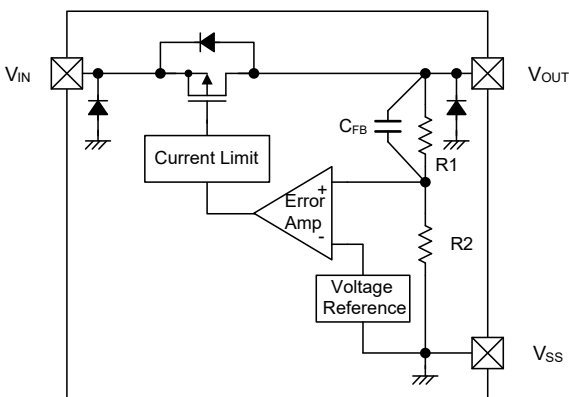 VIN
VOUT
CFB
R1
Current Limit
Error
Amp
+
-
R2
Voltage
Reference
VSS